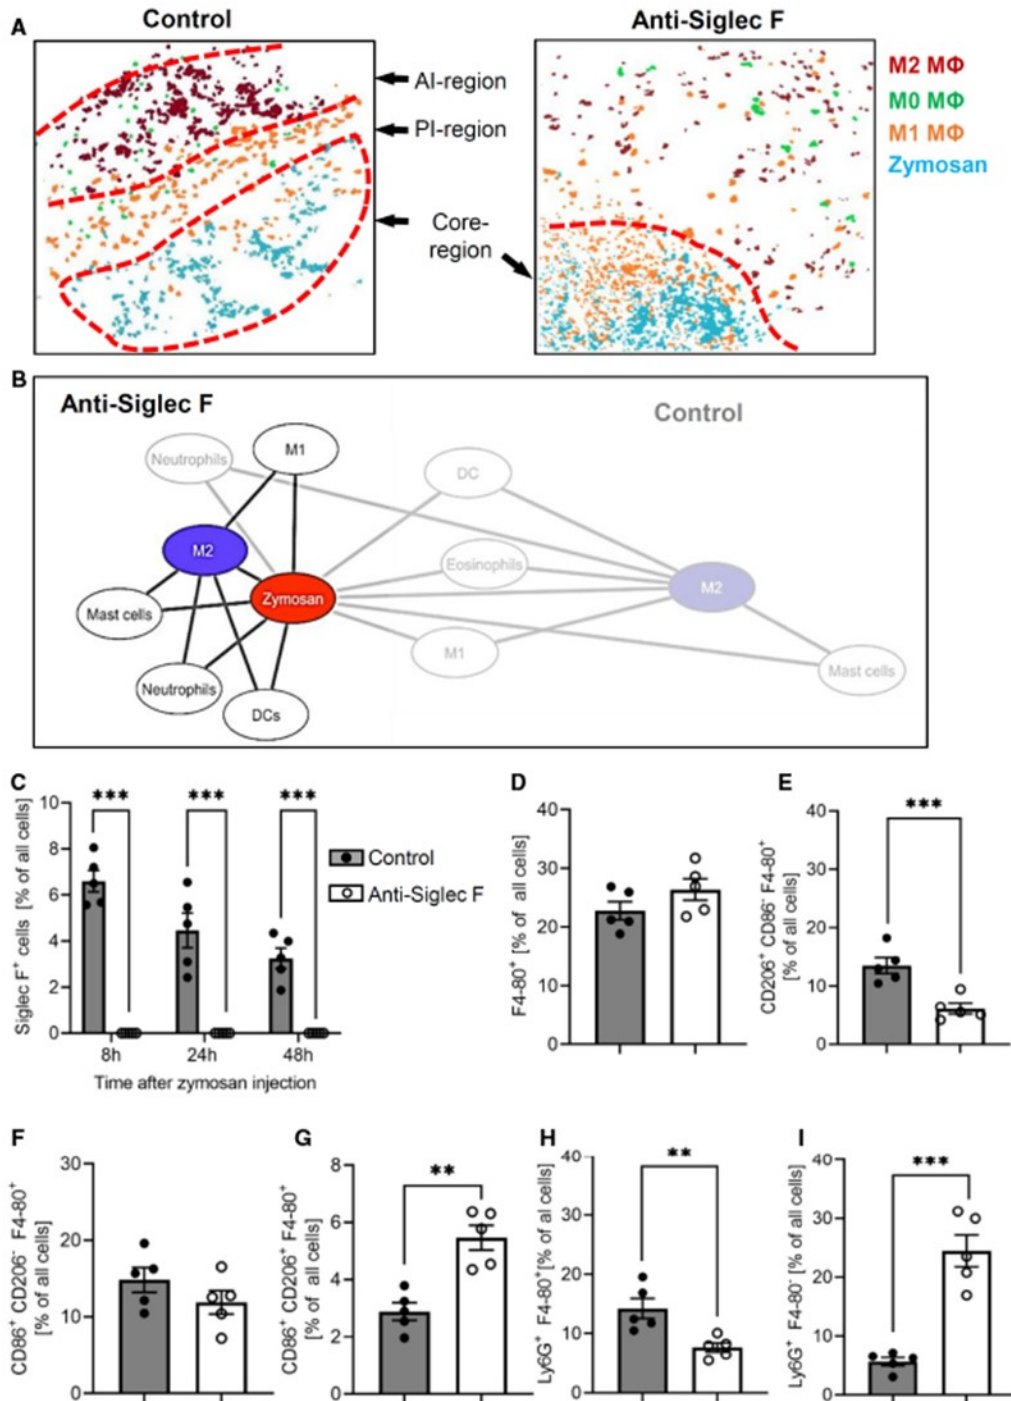 A
Control
Anti-Siglec F
AI-region
PI-region
Core-
region
M2 MΦ
M0 MΦ
M1 MΦ
Zymosan
B
Anti-Siglec F
Control
Neutrophils
M1
DC
M2
Eosinophils
M2
Zymosan
Mast cells
M1
Mast cells
Neutrophils
DCs
C
Siglec F⁺ cells [% of all cells]
10
8
6
4
2
0
***
***
***
8h
24h
48h
Time after zymosan injection
Control
Anti-Siglec F
D
F4-80⁺ [% of all cells]
40
30
20
10
0
E
CD206⁺ CD86⁻ F4-80⁺
[% of all cells]
40
30
20
10
0
***
F
CD86⁺ CD206⁻ F4-80⁺
[% of all cells]
30
20
10
0
G
CD86⁺ CD206⁺ F4-80⁺
[% of all cells]
8
6
4
2
0
**
H
Ly6G⁺ F4-80⁺[% of al cells]
40
30
20
10
0
**
I
Ly6G⁺ F4-80⁻ [% of all cells]
40
30
20
10
0
***